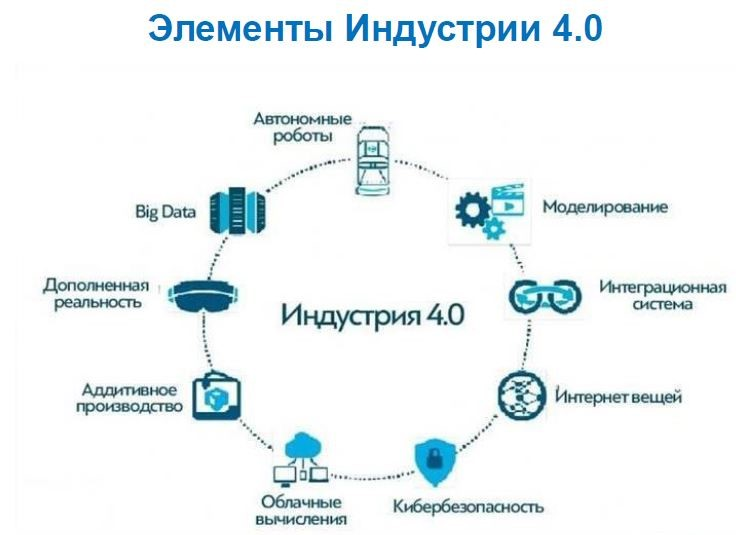 Элементы Индустрии 4.0
Автономные
роботы
Big Data
Моделирование
Дополненная
реальность
Интеграционная
система
Индустрия 4.0
Аддитивное
производство
Интернет вещей
Облачные
вычисления
Кибербезопасность